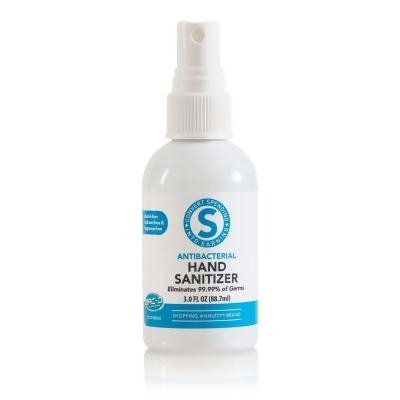 CONVERT SPENDING
INTO EARNING
S
ANTIBACTERIAL
HAND
SANITIZER
Eliminates 99.99% of Germs
3.0 FL OZ (88.7ml)
SHOPPING ANNUITY® BRAND